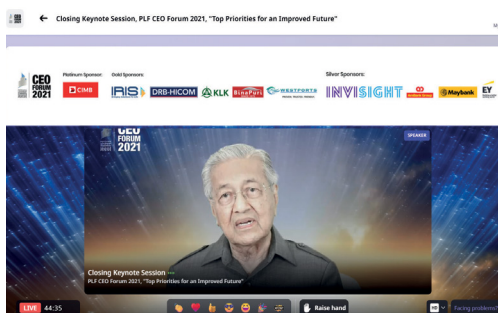 Closing Keynote Session, PLF CEO Forum 2021, "Top Priorities for an Improved Future"
CEO
FORUM
2021
Platinum Sponsor:
CIMB
Gold Sponsors:
IRIS
DRB-HICOM
KLK
BinaPuri
WESTPORTS
Silver Sponsors:
INVISIGHT
Maybank
EY
CEO
FORUM
2021
SPEAKER
Closing Keynote Session
PLF CEO Forum 2021, "Top Priorities for an Improved Future"
LIVE 44:35
Raise hand
HD
Facing problems?